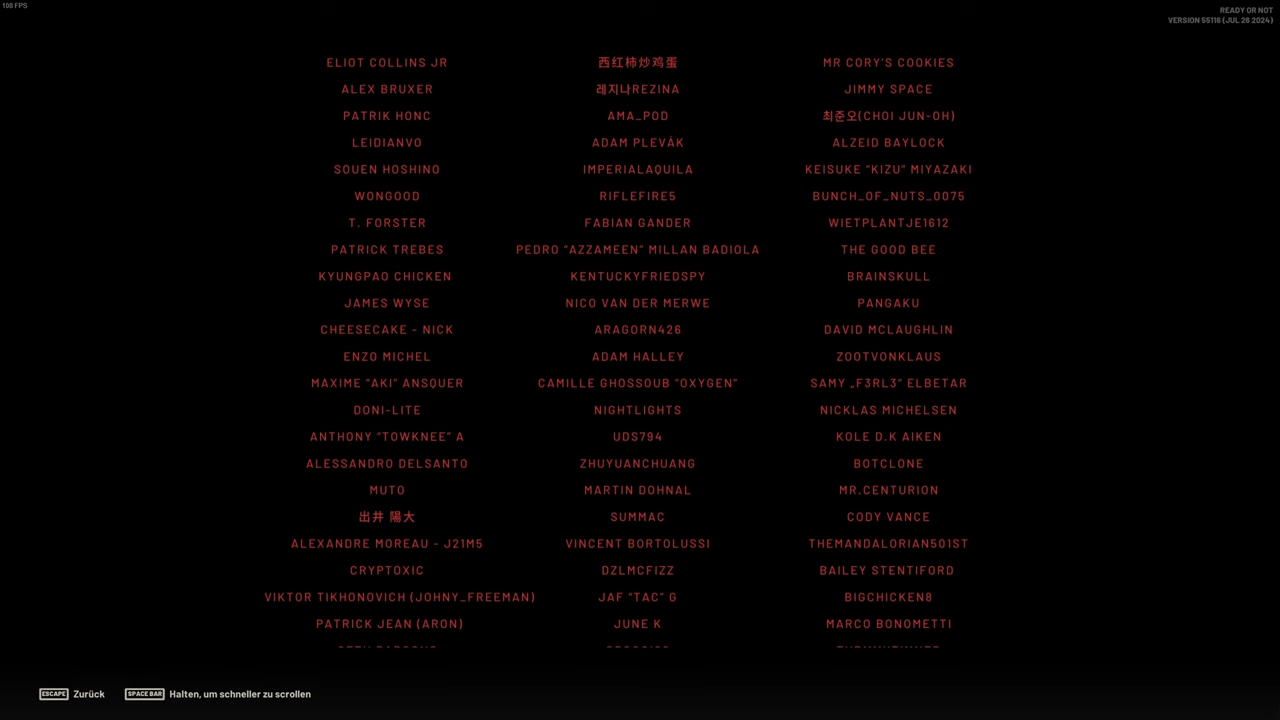 108 FPS
READY OR NOT
VERSION 55116 (JUL 26 2024)
ELIOT COLLINS JR 西红柿炒鸡蛋 MR CORY'S COOKIES
ALEX BRUXER 레지나REZINA JIMMY SPACE
PATRIK HONC AMA_POD 최준오(CHOI JUN-OH)
LEIDIANVO ADAM PLEVÁK ALZEID BAYLOCK
SOUEN HOSHINO IMPERIALAQUILA KEISUKE "KIZU" MIYAZAKI
WONGOOD RIFLEFIRE5 BUNCH_OF_NUTS_0075
T. FORSTER FABIAN GANDER WIETPLANTJE1612
PATRICK TREBES PEDRO "AZZAMEEN" MILLAN BADIOLA THE GOOD BEE
KYUNGPAO CHICKEN KENTUCKYFRIEDSPY BRAINSKULL
JAMES WYSE NICO VAN DER MERWE PANGAKU
CHEESECAKE - NICK ARAGORN426 DAVID MCLAUGHLIN
ENZO MICHEL ADAM HALLEY ZOOTVONKLAUS
MAXIME "AKI" ANSQUER CAMILLE GHOSSOUB "OXYGEN" SAMY „F3RL3" ELBETAR
DONI-LITE NIGHTLIGHTS NICKLAS MICHELSEN
ANTHONY "TOWKNEE" A UDS794 KOLE D.K AIKEN
ALESSANDRO DELSANTO ZHUYUANCHUANG BOTCLONE
MUTO MARTIN DOHNAL MR.CENTURION
出井 陽大 SUMMAC CODY VANCE
ALEXANDRE MOREAU - J21M5 VINCENT BORTOLUSSI THEMANDALORIAN501ST
CRYPTOXIC DZLMCFIZZ BAILEY STENTIFORD
VIKTOR TIKHONOVICH (JOHNY_FREEMAN) JAF "TAC" G BIGCHICKEN8
PATRICK JEAN (ARON) JUNE K MARCO BONOMETTI
ESCAPE Zurück SPACE BAR Halten, um schneller zu scrollen